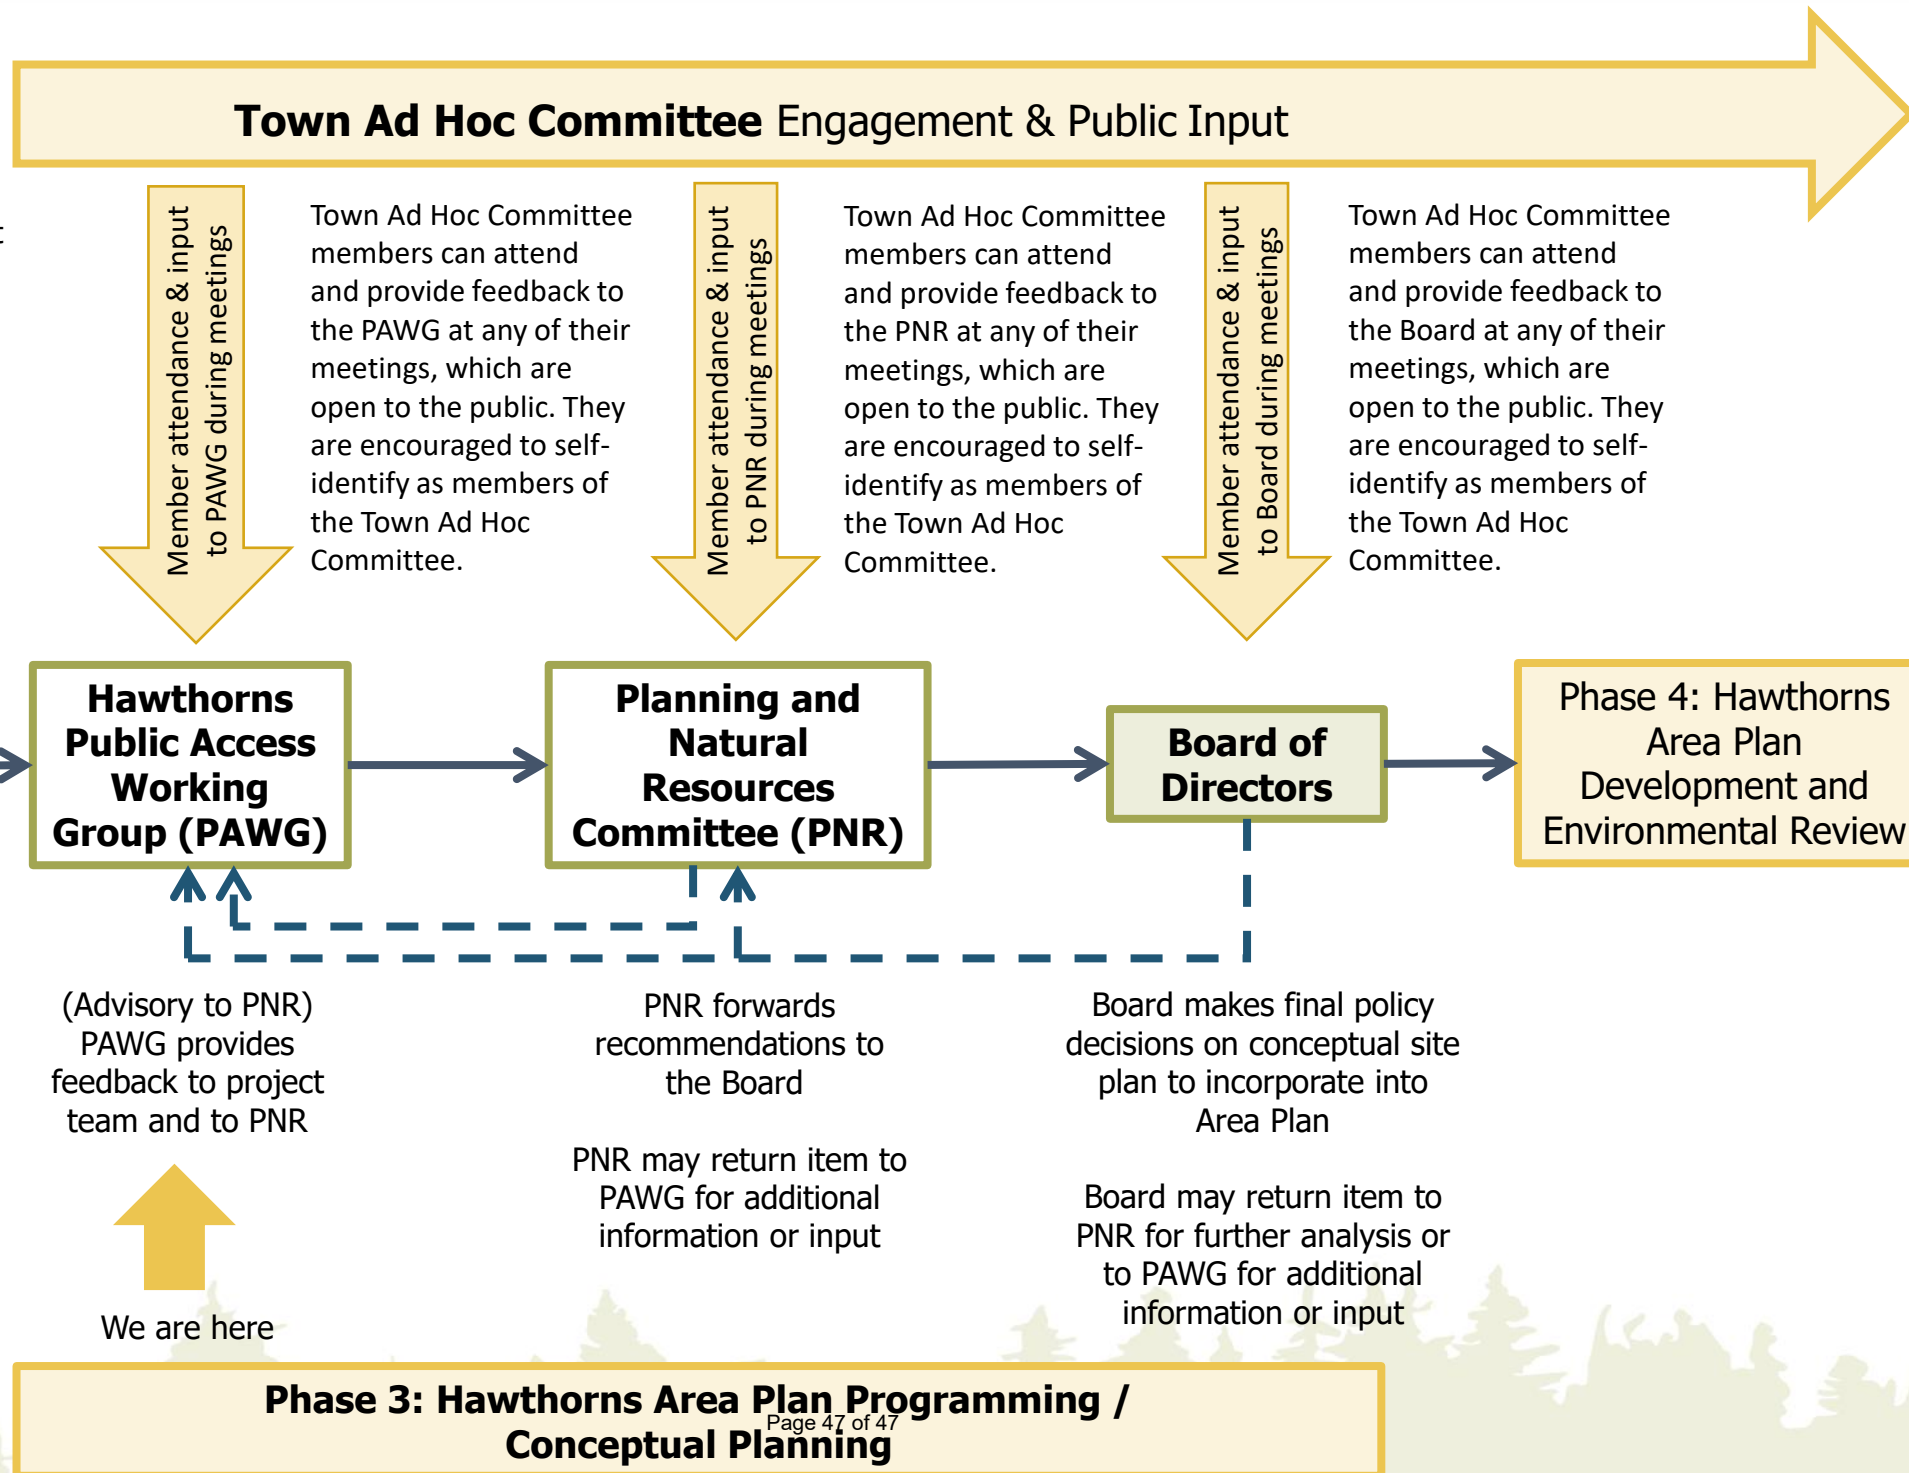 Town Ad Hoc Committee Engagement & Public Input
Member attendance & input
to PAWG during meetings
Town Ad Hoc Committee
members can attend
and provide feedback to
the PAWG at any of their
meetings, which are
open to the public. They
are encouraged to self-
identify as members of
the Town Ad Hoc
Committee.
Member attendance & input
to PNR during meetings
Town Ad Hoc Committee
members can attend
and provide feedback to
the PNR at any of their
meetings, which are
open to the public. They
are encouraged to self-
identify as members of
the Town Ad Hoc
Committee.
Member attendance & input
to Board during meetings
Town Ad Hoc Committee
members can attend
and provide feedback to
the Board at any of their
meetings, which are
open to the public. They
are encouraged to self-
identify as members of
the Town Ad Hoc
Committee.
Hawthorns
Public Access
Working
Group (PAWG)
Planning and
Natural
Resources
Committee (PNR)
Board of
Directors
Phase 4: Hawthorns
Area Plan
Development and
Environmental Review
(Advisory to PNR)
PAWG provides
feedback to project
team and to PNR
PNR forwards
recommendations to
the Board
PNR may return item to
PAWG for additional
information or input
Board makes final policy
decisions on conceptual site
plan to incorporate into
Area Plan
Board may return item to
PNR for further analysis or
to PAWG for additional
information or input
We are here
Phase 3: Hawthorns Area Plan Programming /
Conceptual Planning
Page 47 of 47